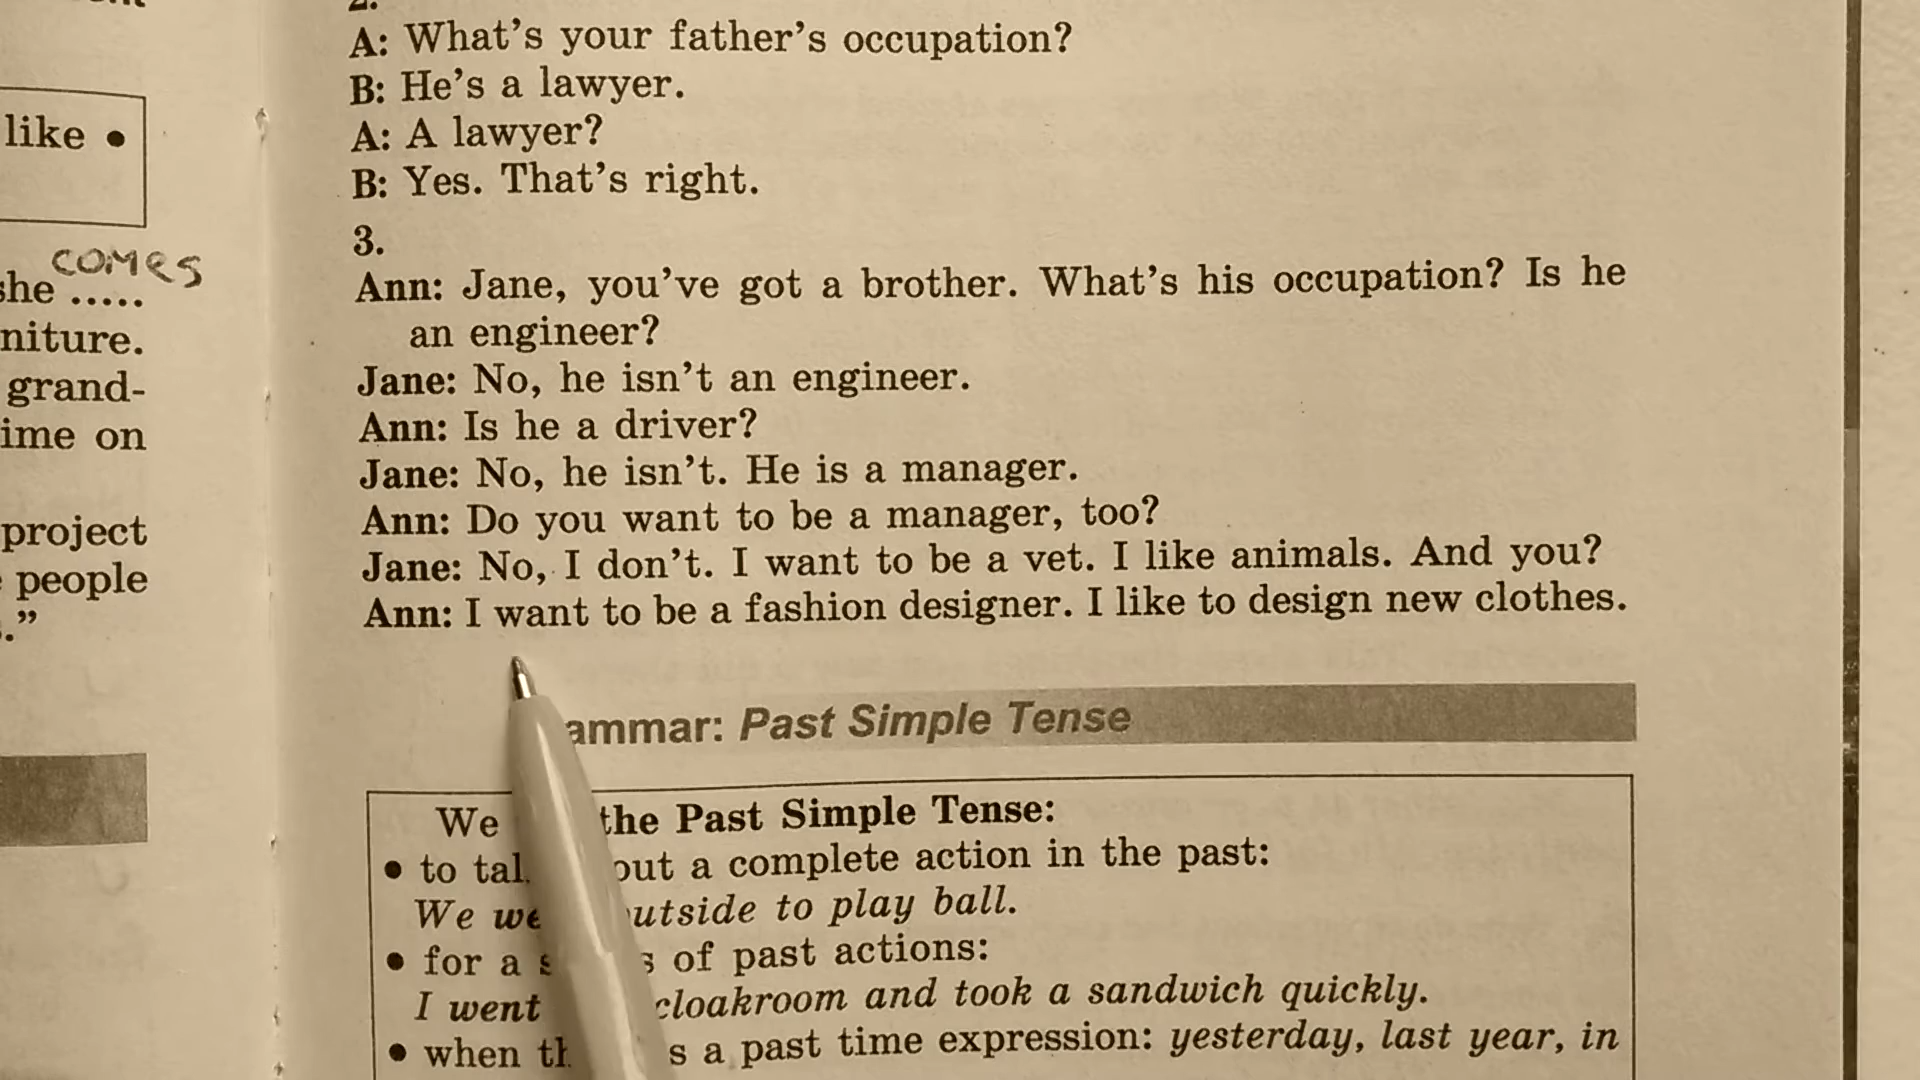 like •
comes
she .....
niture.
grand-
ime on
project
people
.”
2.
A: What’s your father’s occupation?
B: He’s a lawyer.
A: A lawyer?
B: Yes. That’s right.
3.
Ann: Jane, you’ve got a brother. What’s his occupation? Is he
an engineer?
Jane: No, he isn’t an engineer.
Ann: Is he a driver?
Jane: No, he isn’t. He is a manager.
Ann: Do you want to be a manager, too?
Jane: No, I don’t. I want to be a vet. I like animals. And you?
Ann: I want to be a fashion designer. I like to design new clothes.
ammar: Past Simple Tense
We the Past Simple Tense:
• to tal out a complete action in the past:
We we utside to play ball.
• for a s s of past actions:
I went cloakroom and took a sandwich quickly.
• when th s a past time expression: yesterday, last year, in